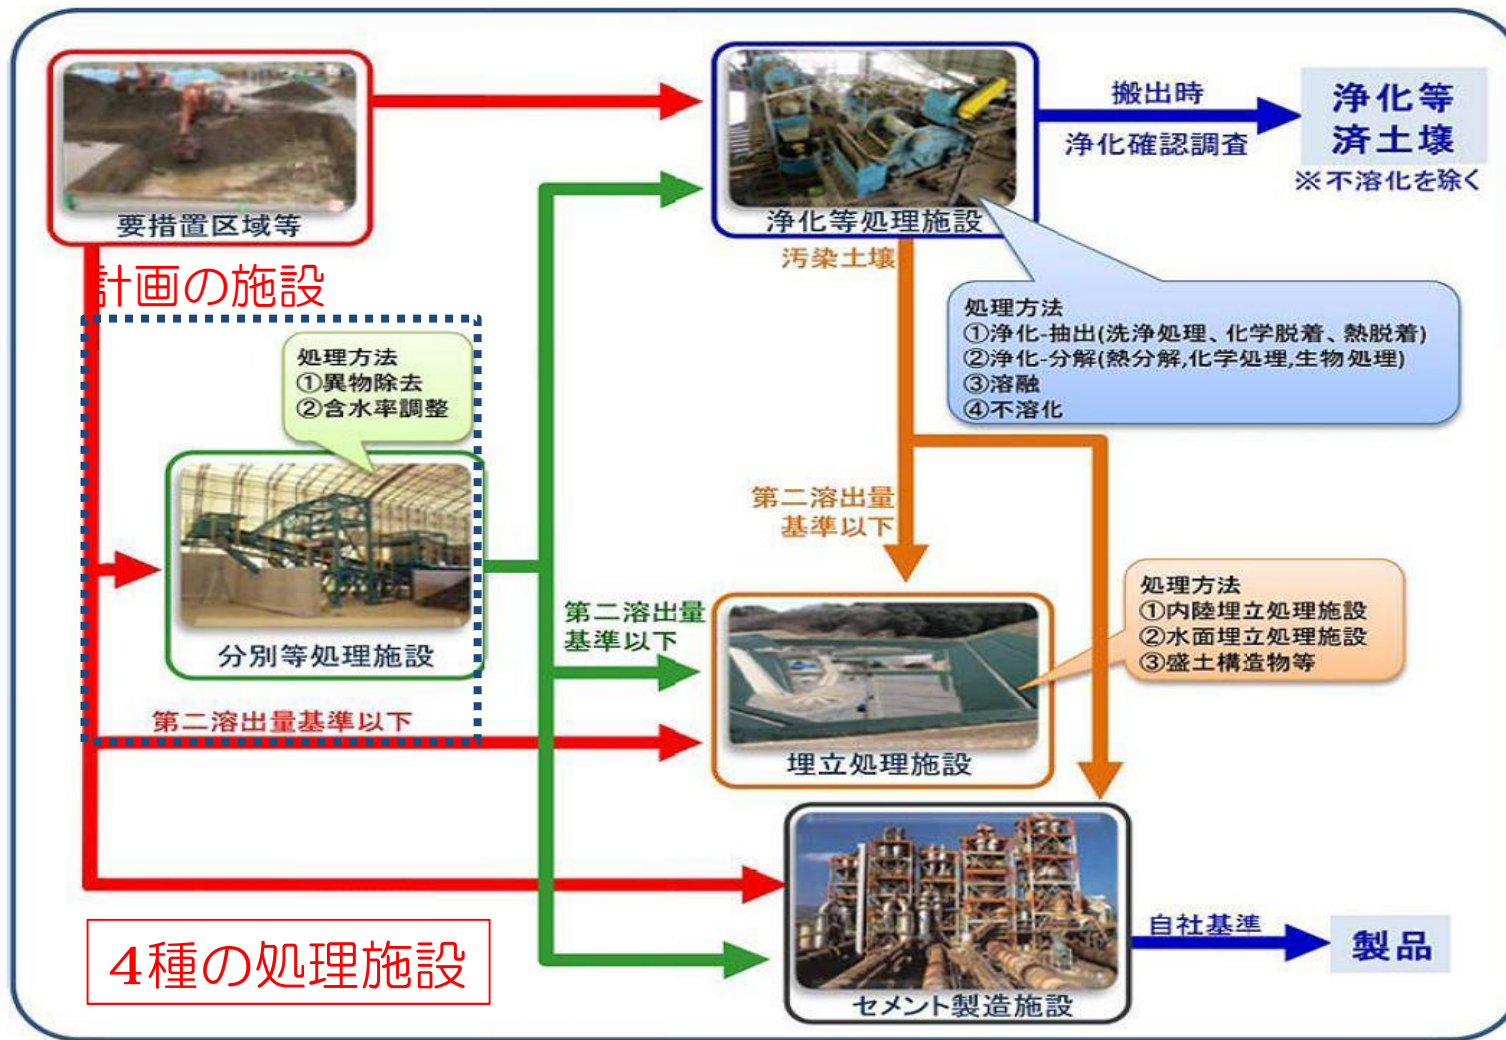 要措置区域等
計画の施設
処理方法
①異物除去
②含水率調整
分別等処理施設
第二溶出量基準以下
4種の処理施設
浄化等処理施設
汚染土壌
搬出時
浄化確認調査
浄化等
済土壌
※不溶化を除く
処理方法
①浄化-抽出(洗浄処理、化学脱着、熱脱着)
②浄化-分解(熱分解,化学処理,生物処理)
③溶融
④不溶化
第二溶出量
基準以下
第二溶出量
基準以下
処理方法
①内陸埋立処理施設
②水面埋立処理施設
③盛土構造物等
埋立処理施設
セメント製造施設
自社基準
製品